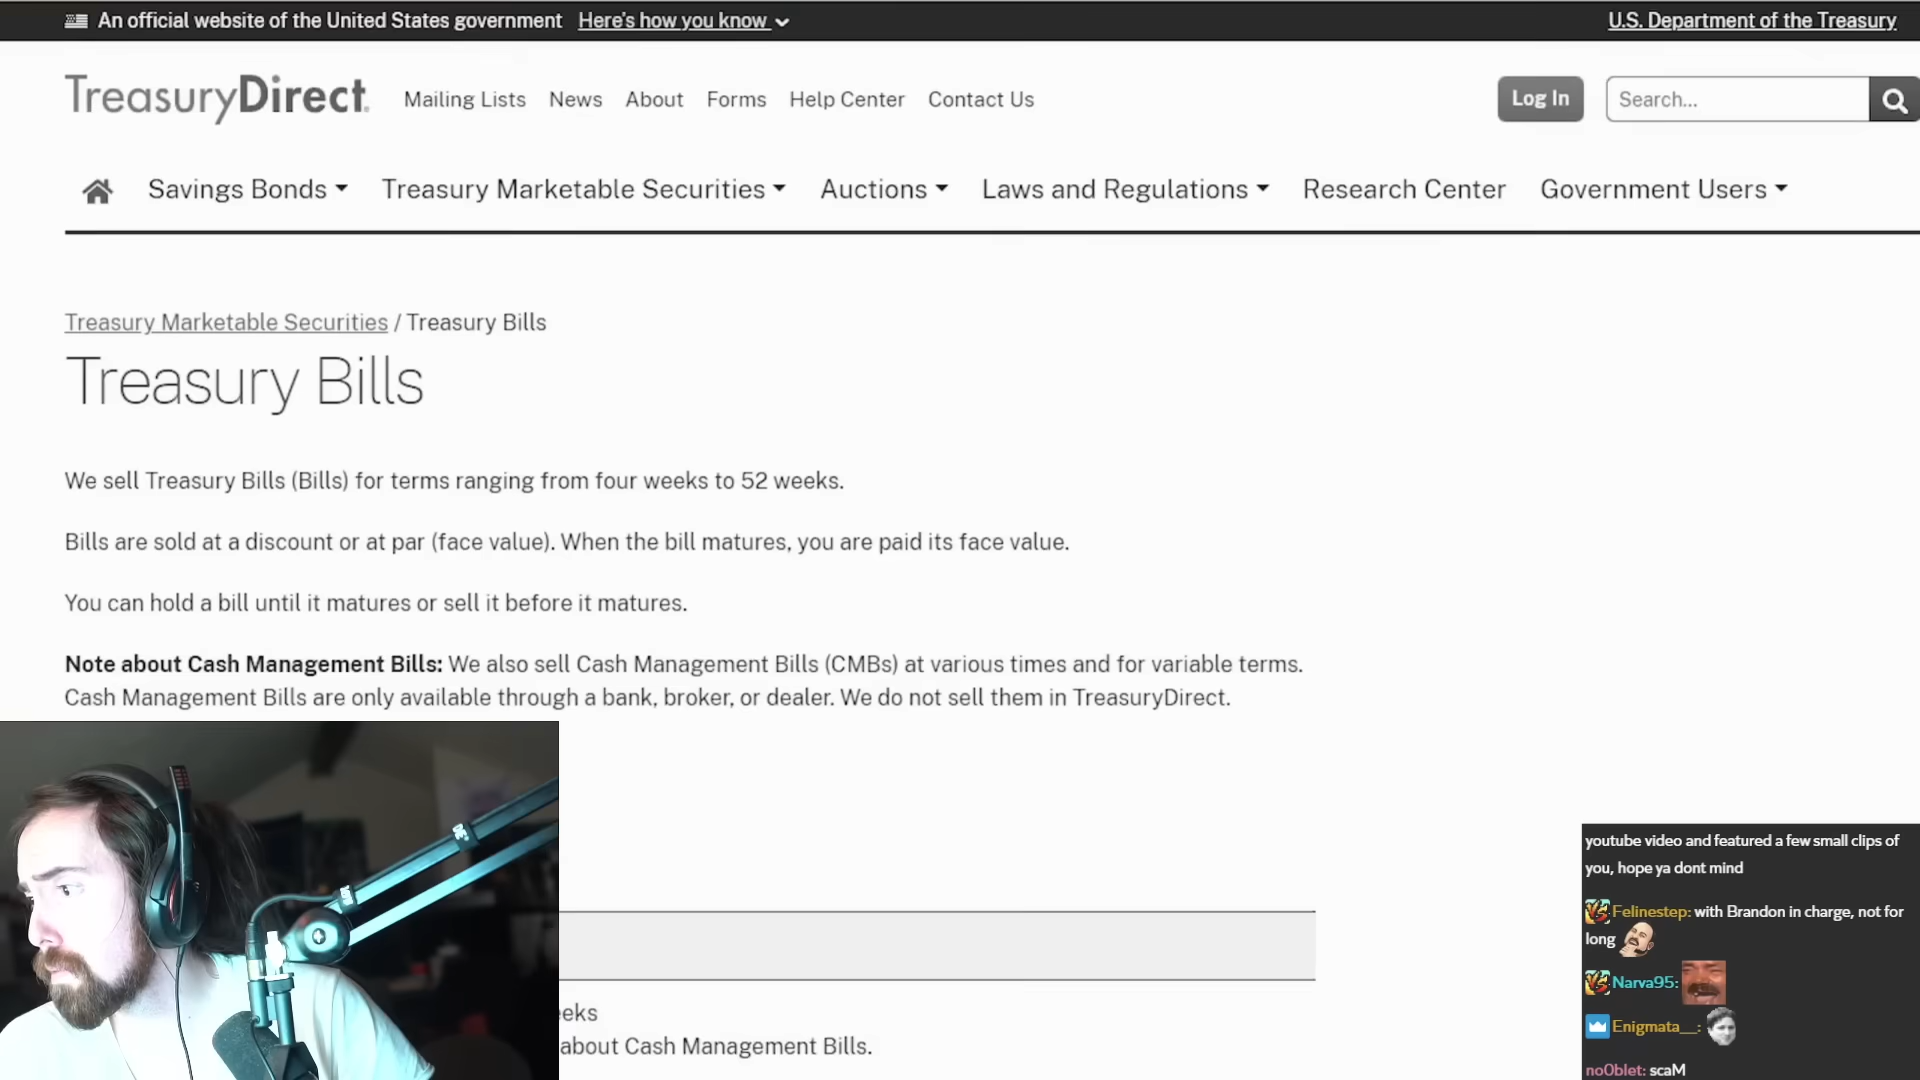 An official website of the United States government Here's how you know
U.S. Department of the Treasury
TreasuryDirect
Mailing Lists News About Forms Help Center Contact Us
Log In
Search...
Savings Bonds Treasury Marketable Securities Auctions Laws and Regulations Research Center Government Users
Treasury Marketable Securities / Treasury Bills
Treasury Bills
We sell Treasury Bills (Bills) for terms ranging from four weeks to 52 weeks.
Bills are sold at a discount or at par (face value). When the bill matures, you are paid its face value.
You can hold a bill until it matures or sell it before it matures.
Note about Cash Management Bills: We also sell Cash Management Bills (CMBs) at various times and for variable terms.
Cash Management Bills are only available through a bank, broker, or dealer. We do not sell them in TreasuryDirect.
eks
about Cash Management Bills.
youtube video and featured a few small clips of
you, hope ya dont mind
Felinestep: with Brandon in charge, not for
long
Narva95:
Enigmata__:
no0blet: scaM